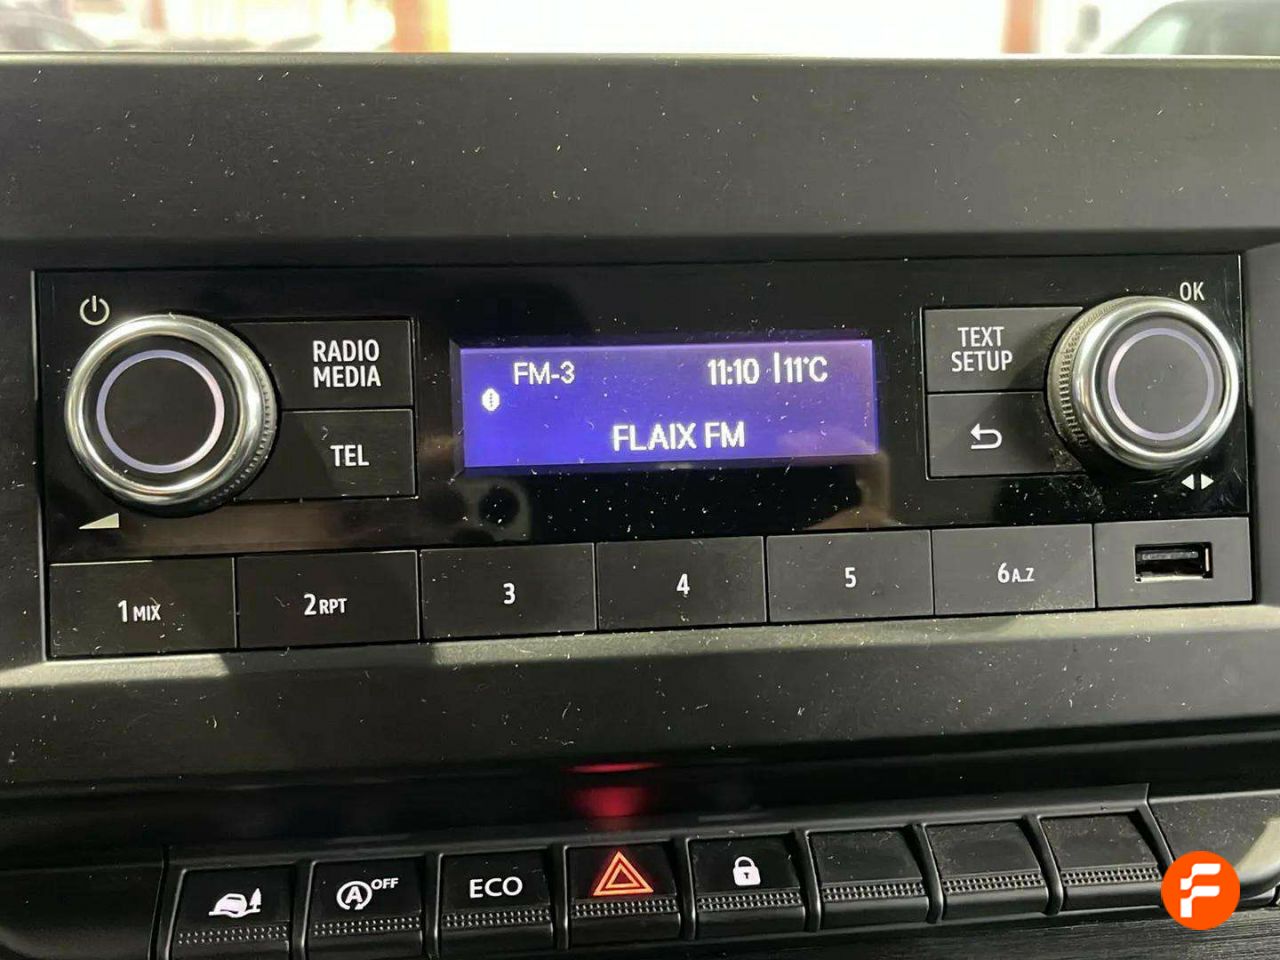 OK
RADIO
MEDIA
TEL
FM-3
11:10
11°C
FLAIX FM
TEXT
SETUP
1 MIX
2 RPT
3
4
5
6 A..Z
A OFF
ECO
F